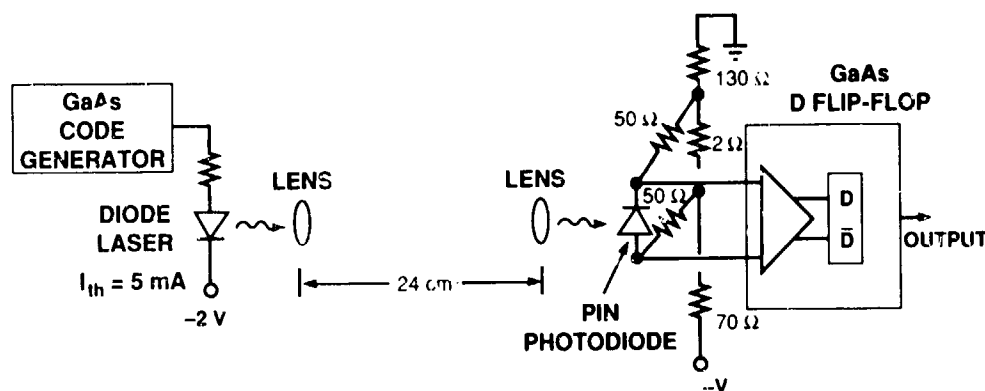 GaAs
CODE
GENERATOR
DIODE
LASER
I_th = 5 mA
-2 V
LENS
24 cm
LENS
PIN
PHOTODIODE
50 Ω
130 Ω
2 Ω
50 Ω
70 Ω
-V
GaAs
D FLIP-FLOP
D
D̅
OUTPUT